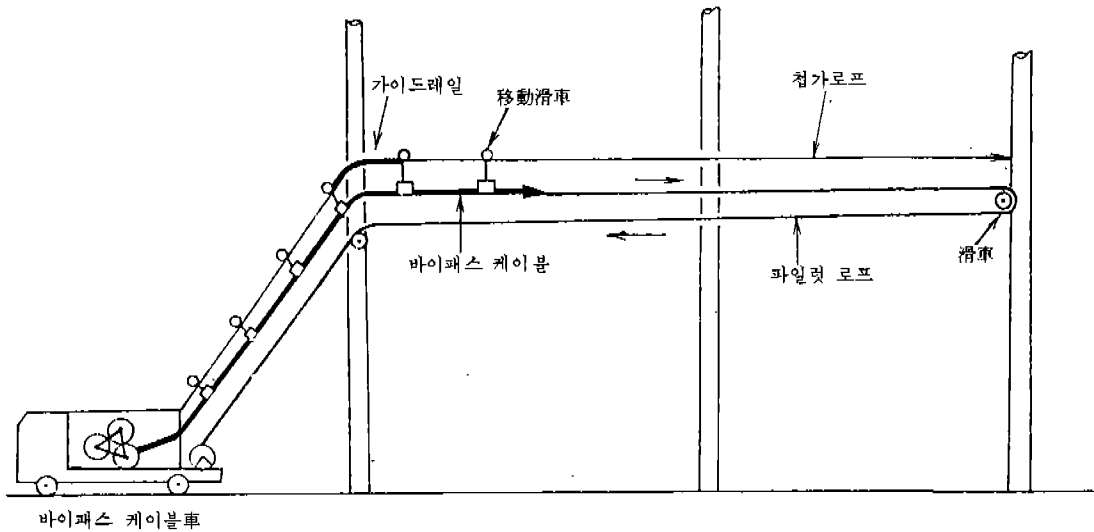 가이드래일
移動滑車
첩가로프
바이패스 케이블
파일럿 로프
滑車
바이패스 케이블車